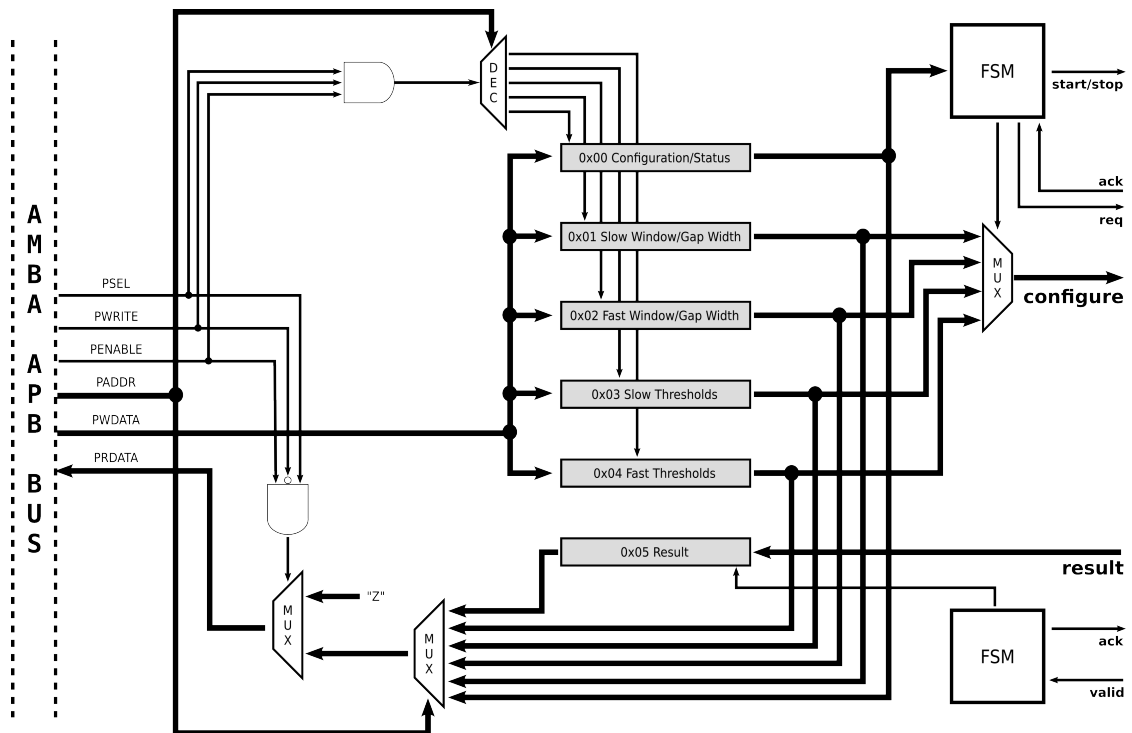 AMBA APB BUS
PSEL
PWRITE
PENABLE
PADDR
PWDATA
PRDATA
DEC
0x00 Configuration/Status
0x01 Slow Window/Gap Width
0x02 Fast Window/Gap Width
0x03 Slow Thresholds
0x04 Fast Thresholds
0x05 Result
FSM
start/stop
ack
req
MUX
configure
result
MUX
"Z"
MUX
FSM
ack
valid